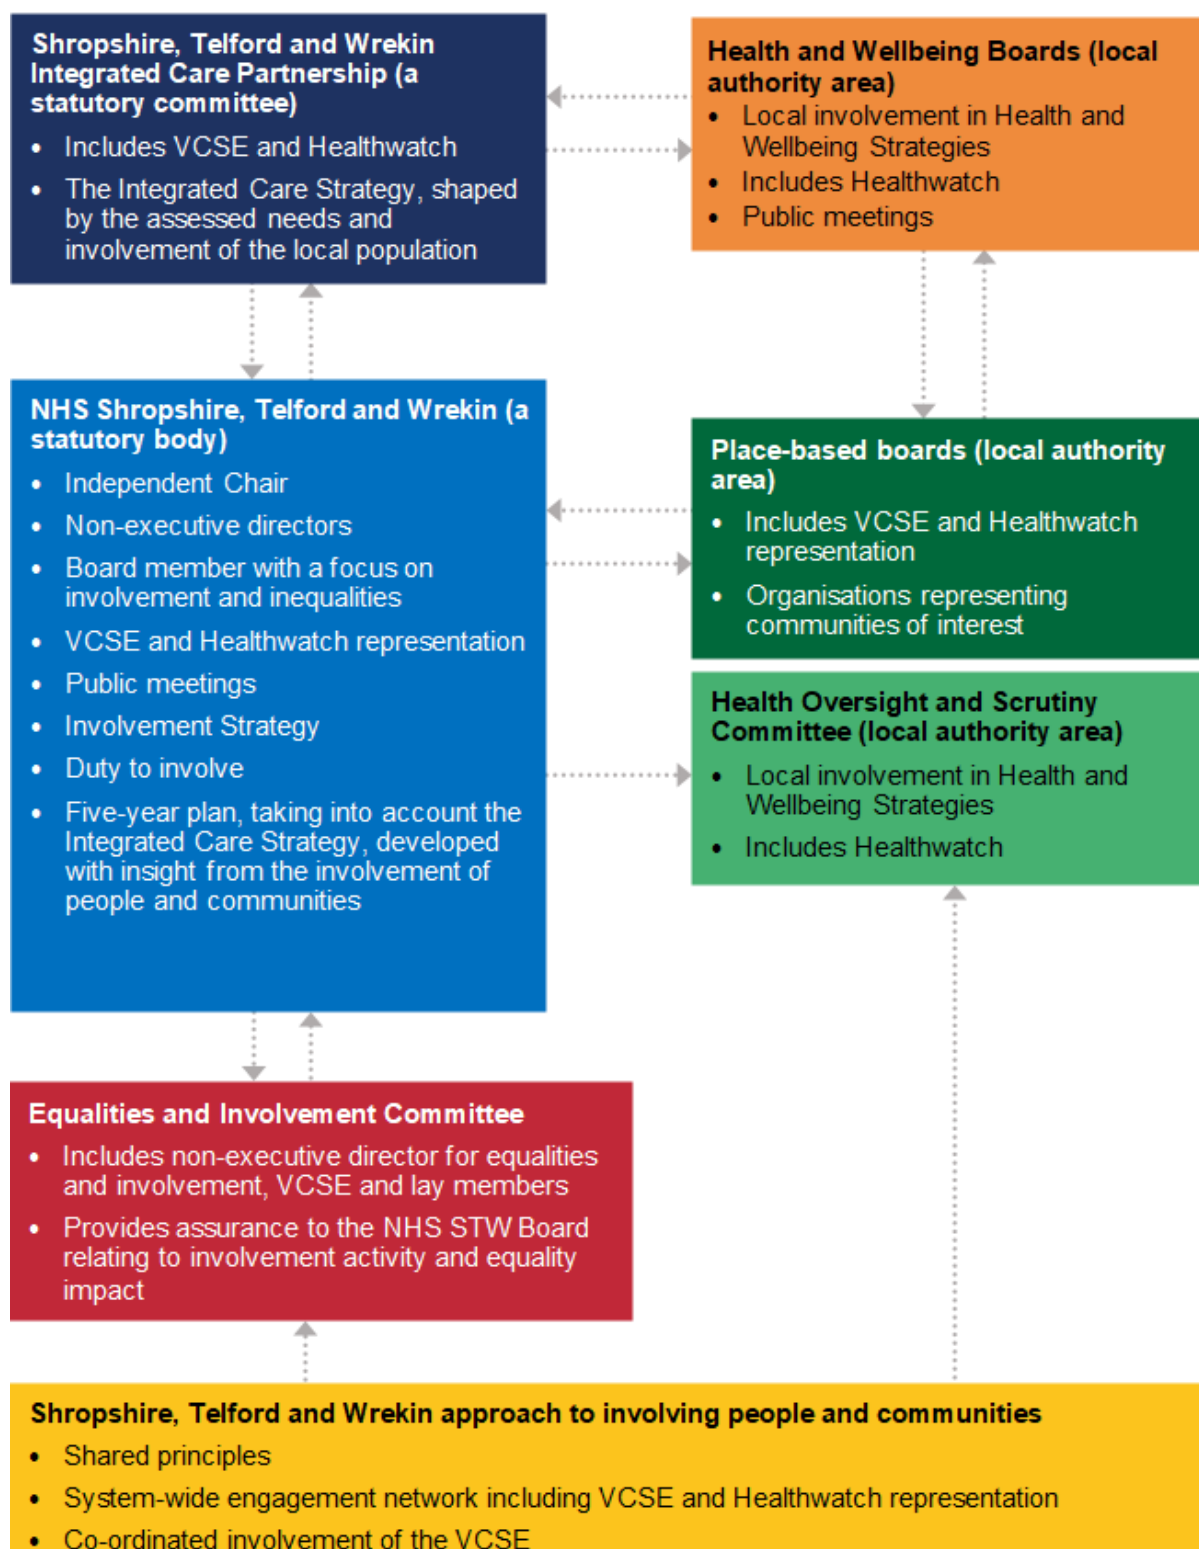 Shropshire, Telford and Wrekin
Integrated Care Partnership (a
statutory committee)
• Includes VCSE and Healthwatch
• The Integrated Care Strategy, shaped
by the assessed needs and
involvement of the local population
Health and Wellbeing Boards (local
authority area)
• Local involvement in Health and
Wellbeing Strategies
• Includes Healthwatch
• Public meetings
NHS Shropshire, Telford and Wrekin (a
statutory body)
• Independent Chair
• Non-executive directors
• Board member with a focus on
involvement and inequalities
• VCSE and Healthwatch representation
• Public meetings
• Involvement Strategy
• Duty to involve
• Five-year plan, taking into account the
Integrated Care Strategy, developed
with insight from the involvement of
people and communities
Place-based boards (local authority
area)
• Includes VCSE and Healthwatch
representation
• Organisations representing
communities of interest
Health Oversight and Scrutiny
Committee (local authority area)
• Local involvement in Health and
Wellbeing Strategies
• Includes Healthwatch
Equalities and Involvement Committee
• Includes non-executive director for equalities
and involvement, VCSE and lay members
• Provides assurance to the NHS STW Board
relating to involvement activity and equality
impact
Shropshire, Telford and Wrekin approach to involving people and communities
• Shared principles
• System-wide engagement network including VCSE and Healthwatch representation
• Co-ordinated involvement of the VCSE